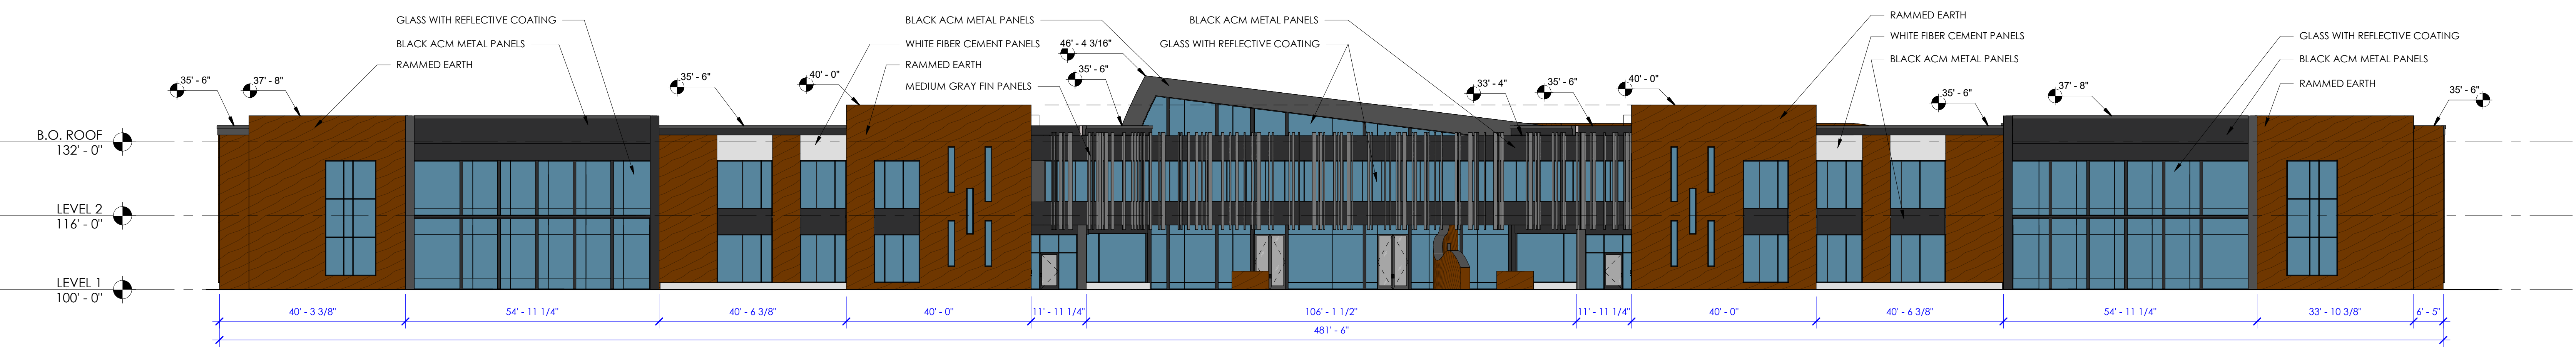 GLASS WITH REFLECTIVE COATING
BLACK ACM METAL PANELS
RAMMED EARTH
35' - 6"
37' - 8"
35' - 6"
40' - 0"
BLACK ACM METAL PANELS
WHITE FIBER CEMENT PANELS
RAMMED EARTH
MEDIUM GRAY FIN PANELS
46' - 4 3/16"
35' - 6"
BLACK ACM METAL PANELS
GLASS WITH REFLECTIVE COATING
33' - 4"
35' - 6"
40' - 0"
RAMMED EARTH
WHITE FIBER CEMENT PANELS
BLACK ACM METAL PANELS
35' - 6"
37' - 8"
GLASS WITH REFLECTIVE COATING
BLACK ACM METAL PANELS
RAMMED EARTH
35' - 6"
B.O. ROOF
132' - 0"
LEVEL 2
116' - 0"
LEVEL 1
100' - 0"
40' - 3 3/8"
54' - 11 1/4"
40' - 6 3/8"
40' - 0"
11' - 11 1/4"
106' - 1 1/2"
11' - 11 1/4"
40' - 0"
40' - 6 3/8"
54' - 11 1/4"
33' - 10 3/8"
6' - 5"
481' - 6"